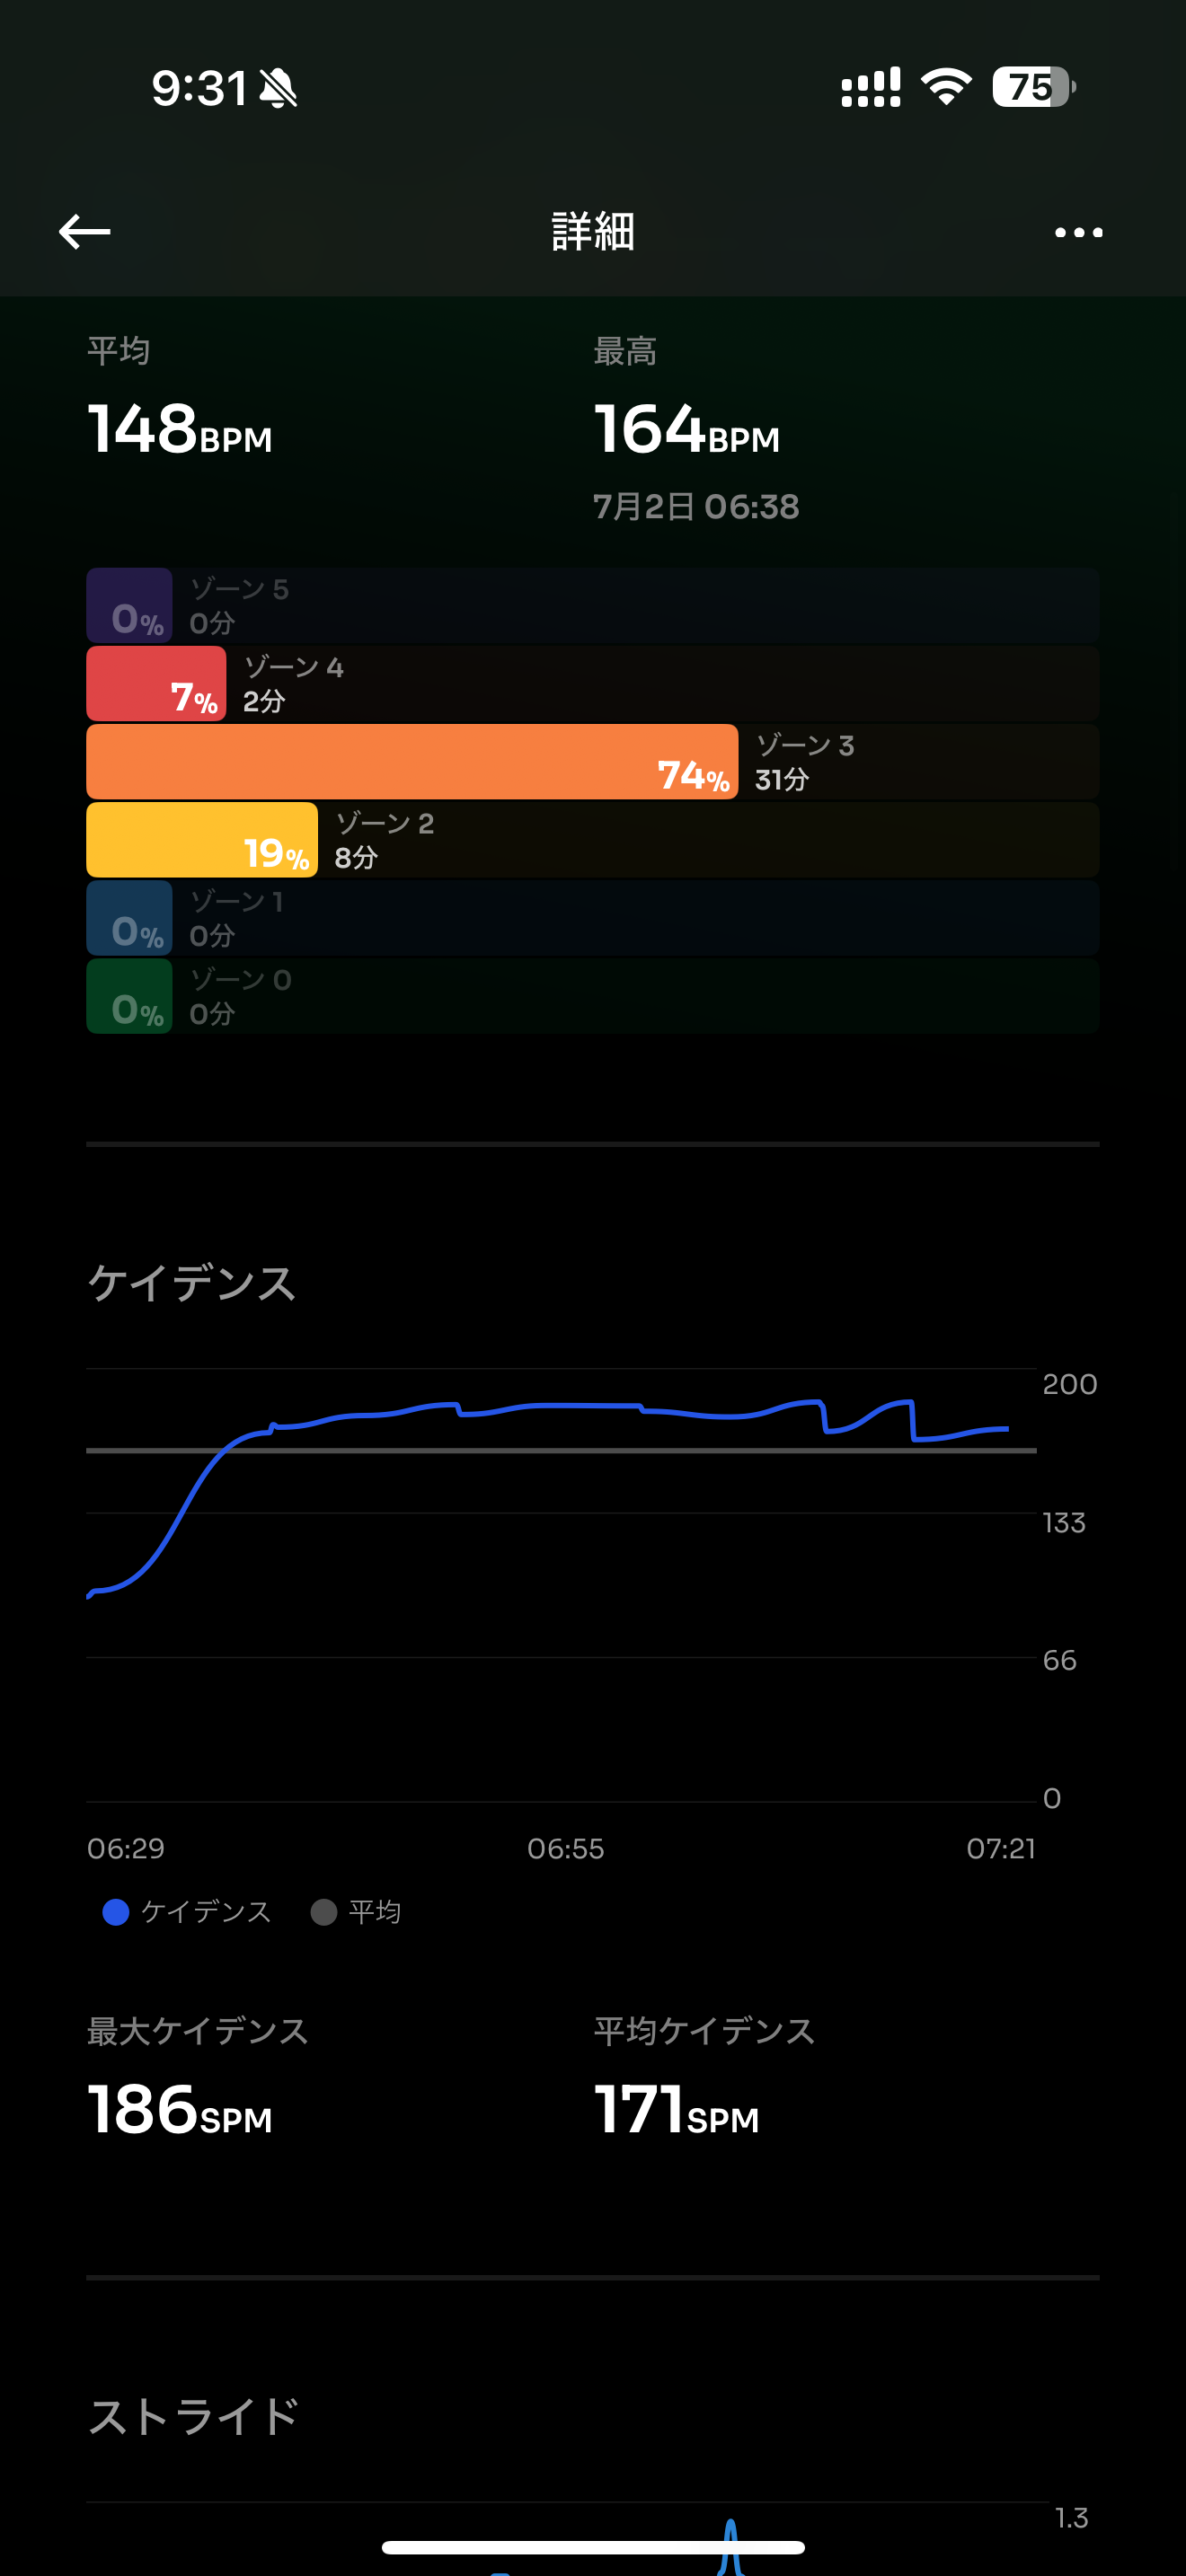 9:31
75
詳細
平均
最高
148BPM
164BPM
7月2日 06:38
ゾーン 5
0%
0分
ゾーン 4
7%
2分
ゾーン 3
74%
31分
ゾーン 2
19%
8分
ゾーン 1
0%
0分
ゾーン 0
0%
0分
ケイデンス
200
133
66
0
06:29
06:55
07:21
ケイデンス
平均
最大ケイデンス
平均ケイデンス
186SPM
171SPM
ストライド
1.3